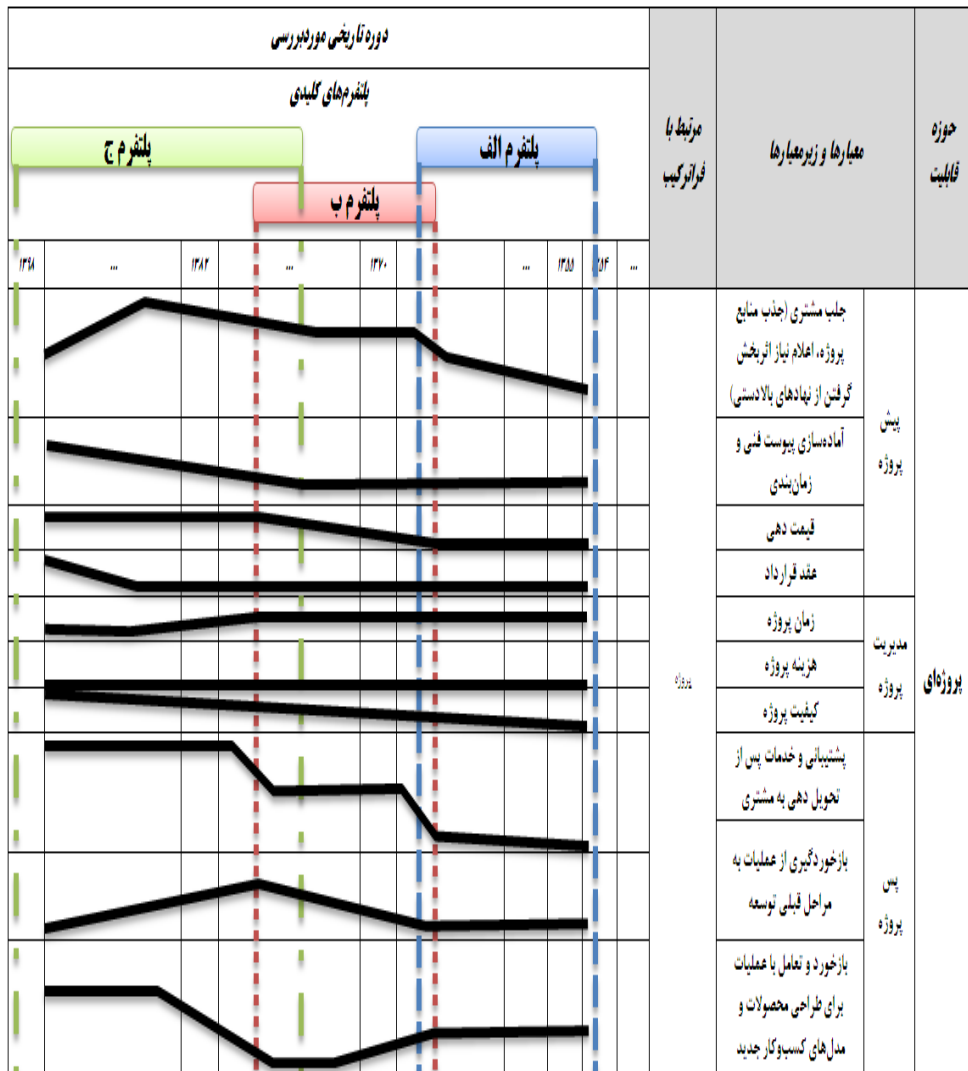 حوزه قابلیت
معیارها و زیرمعیارها
مرتبط با فراترکیب
دوره تاریخی موردبررسی
پلتفرم‌های کلیدی
پلتفرم الف
پلتفرم ب
پلتفرم ج
... ۱۳۵۴ ۱۳۵۵ ... ۱۳۷۰ ... ۱۳۸۲ ... ۱۳۹۸
پروژه‌ای
پیش
پروژه
جلب مشتری (جذب منابع
پروژه، اعلام نیاز اثربخش
گرفتن از نهادهای بالادستی)
آماده‌سازی پیوست فنی و
زمان‌بندی
قیمت دهی
عقد قرارداد
مدیریت
پروژه
زمان پروژه
هزینه پروژه
کیفیت پروژه
پروژه
پس
پروژه
پشتیبانی و خدمات پس از
تحویل دهی به مشتری
بازخوردگیری از عملیات به
مراحل قبلی توسعه
بازخورد و تعامل با عملیات
برای طراحی محصولات و
مدل‌های کسب‌وکار جدید